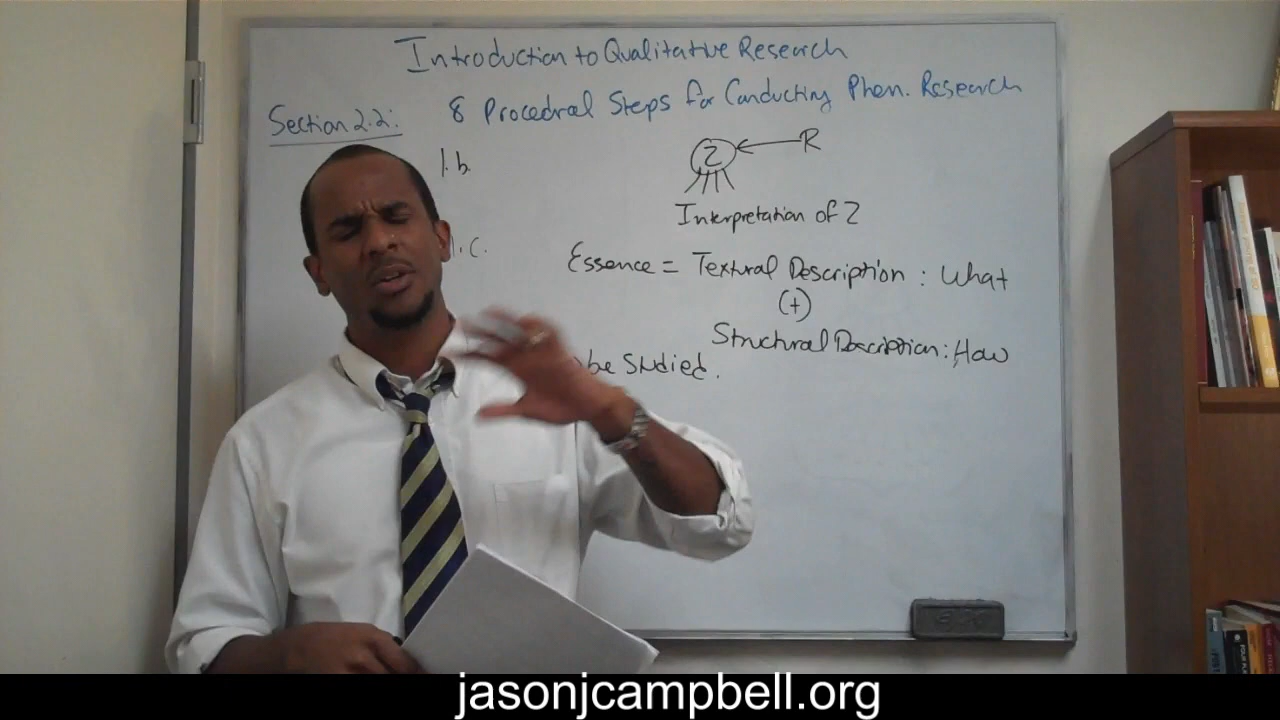 Introduction to Qualitative Research
Section 2.2: 8 Procedral Steps for Conducting Phen. Research
1. b.
Z R
Interpretation of Z
1. C.
Essence = Textural Description : What
(+)
Structural Description : How
be Studied.
jasonjcampbell.org